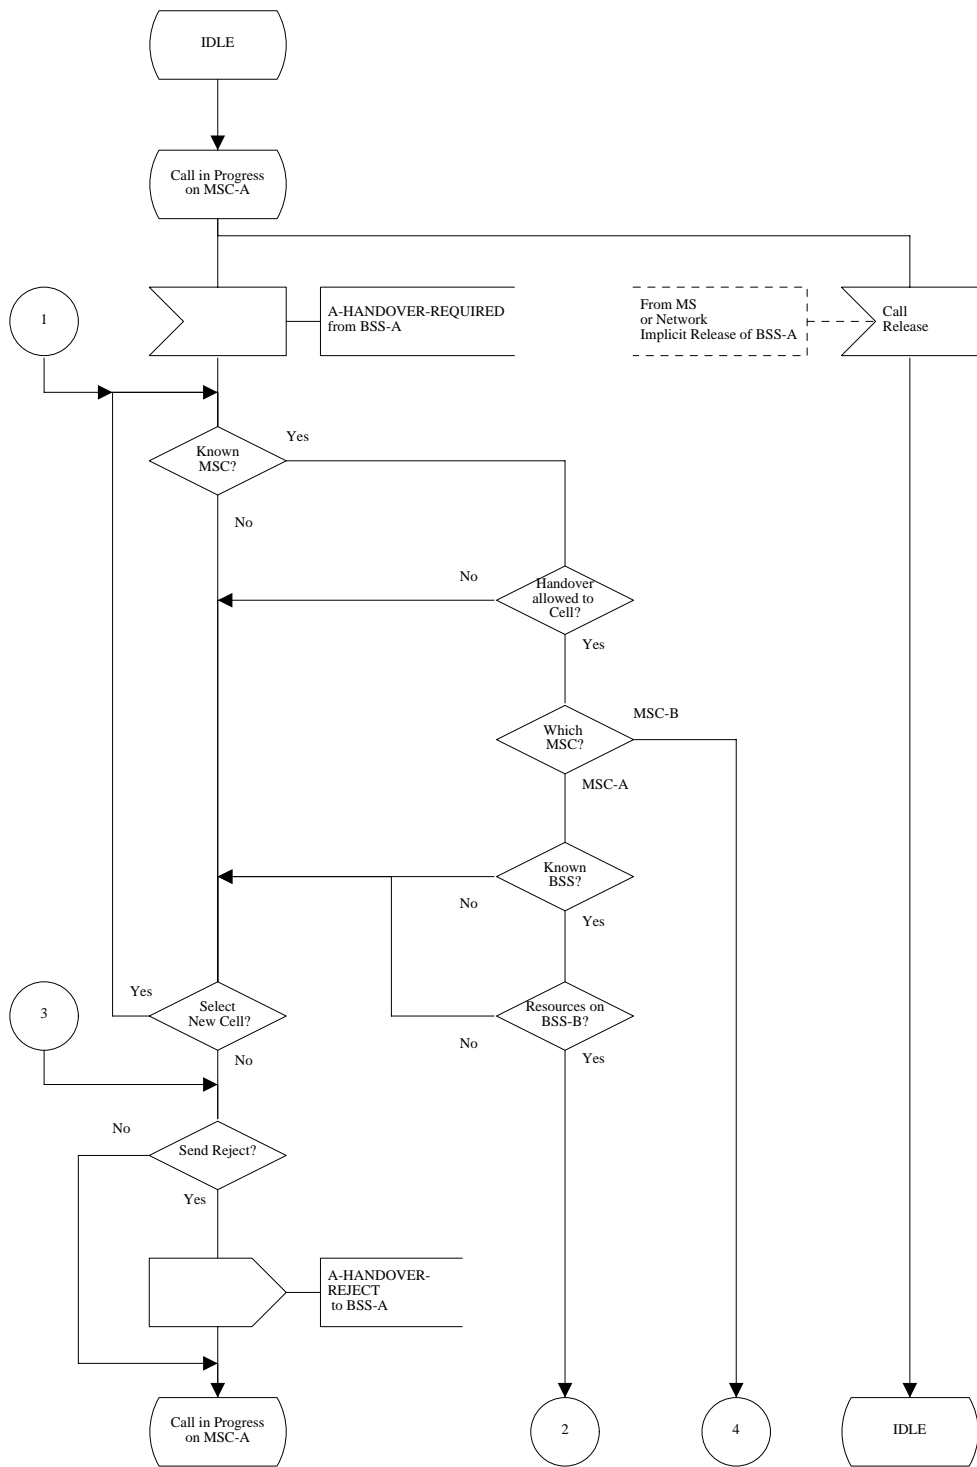 IDLE
Call in Progress
on MSC-A
1
A-HANDOVER-REQUIRED
from BSS-A
From MS
or Network
Implicit Release of BSS-A
Call
Release
Known
MSC?
Yes
No
Handover
allowed to
Cell?
No
Yes
Which
MSC?
MSC-B
MSC-A
Known
BSS?
No
Yes
3
Yes
Select
New Cell?
No
Resources on
BSS-B?
No
Yes
No
Send Reject?
Yes
A-HANDOVER-
REJECT
to BSS-A
Call in Progress
on MSC-A
2
4
IDLE